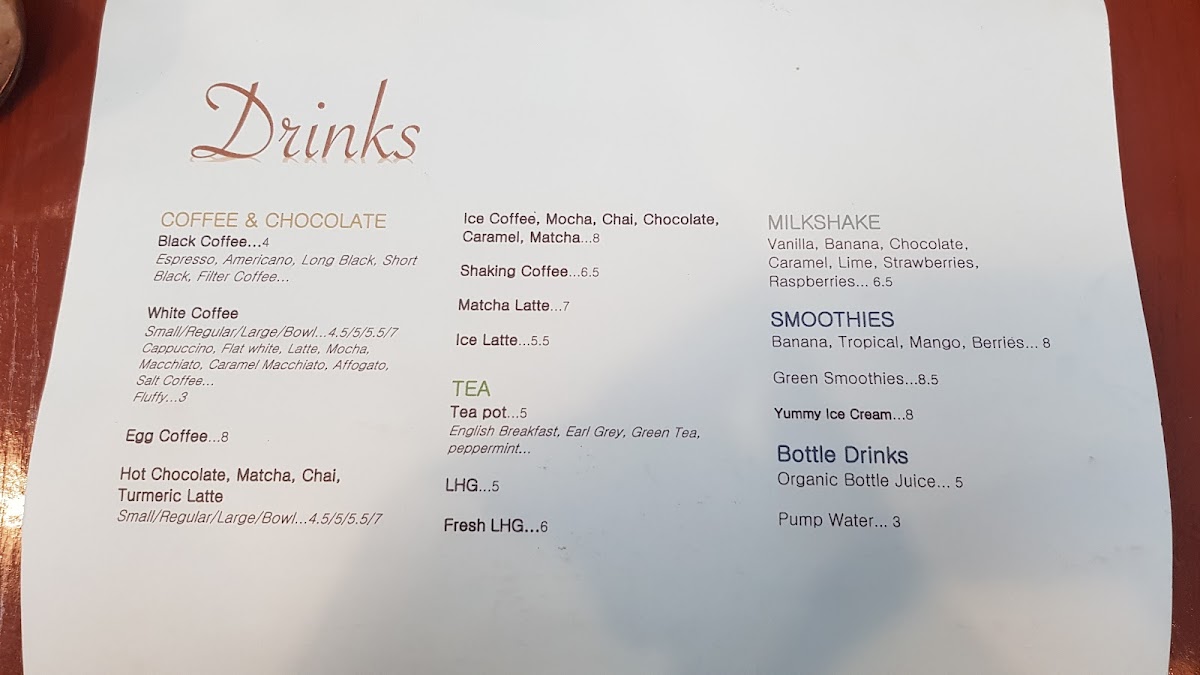 Drinks
COFFEE & CHOCOLATE
Black Coffee...4
Espresso, Americano, Long Black, Short
Black, Filter Coffee...
White Coffee
Small/Regular/Large/Bowl...4.5/5/5.5/7
Cappuccino, Flat white, Latte, Mocha,
Macchiato, Caramel Macchiato, Affogato,
Salt Coffee...
Fluffy...3
Egg Coffee...8
Hot Chocolate, Matcha, Chai,
Turmeric Latte
Small/Regular/Large/Bowl...4.5/5/5.5/7
Ice Coffee, Mocha, Chai, Chocolate,
Caramel, Matcha...8
Shaking Coffee...6.5
Matcha Latte...7
Ice Latte...5.5
TEA
Tea pot...5
English Breakfast, Earl Grey, Green Tea,
peppermint...
LHG...5
Fresh LHG...6
MILKSHAKE
Vanilla, Banana, Chocolate,
Caramel, Lime, Strawberries,
Raspberries... 6.5
SMOOTHIES
Banana, Tropical, Mango, Berries... 8
Green Smoothies...8.5
Yummy Ice Cream...8
Bottle Drinks
Organic Bottle Juice... 5
Pump Water... 3